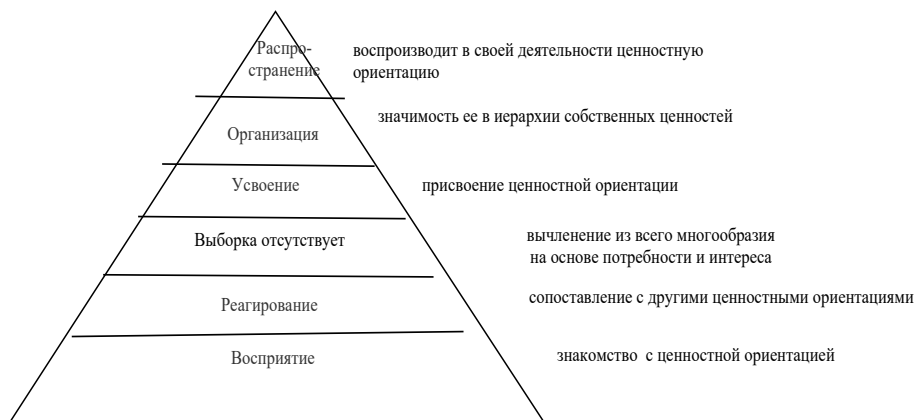 Распро-
странение
воспроизводит в своей деятельности ценностную
ориентацию
Организация
значимость ее в иерархии собственных ценностей
Усвоение
присвоение ценностной ориентации
Выборка отсутствует
вычленение из всего многообразия
на основе потребности и интереса
Реагирование
сопоставление с другими ценностными ориентациями
Восприятие
знакомство с ценностной ориентацией